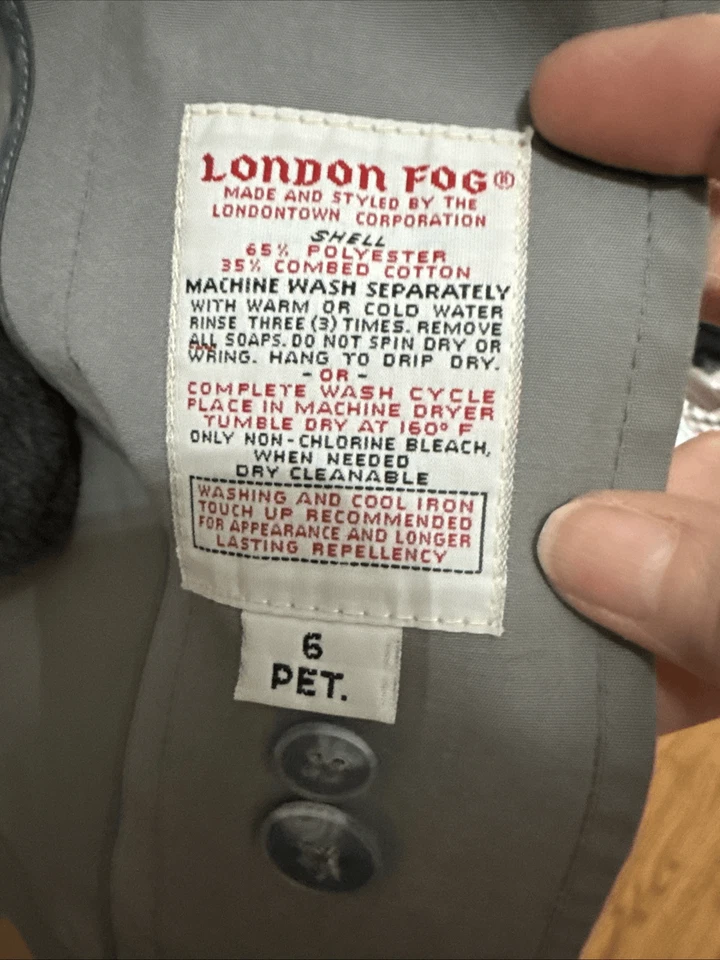 LONDON FOG®
MADE AND STYLED BY THE
LONDONTOWN CORPORATION
SHELL
65% POLYESTER
35% COMBED COTTON
MACHINE WASH SEPARATELY
WITH WARM OR COLD WATER
RINSE THREE (3) TIMES. REMOVE
ALL SOAPS. DO NOT SPIN DRY OR
WRING. HANG TO DRIP DRY.
- OR -
COMPLETE WASH CYCLE
PLACE IN MACHINE DRYER
TUMBLE DRY AT 160° F
ONLY NON-CHLORINE BLEACH,
WHEN NEEDED
DRY CLEANABLE
WASHING AND COOL IRON
TOUCH UP RECOMMENDED
FOR APPEARANCE AND LONGER
LASTING REPELLENCY
6
PET.